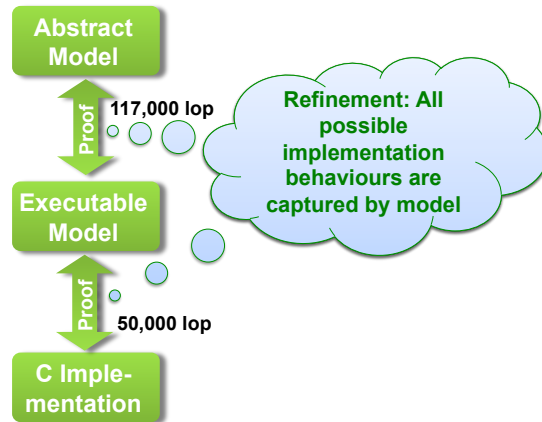 Abstract
Model
Proof
117,000 lop
Refinement: All
possible
implementation
behaviours are
captured by model
Executable
Model
Proof
50,000 lop
C Imple-
mentation